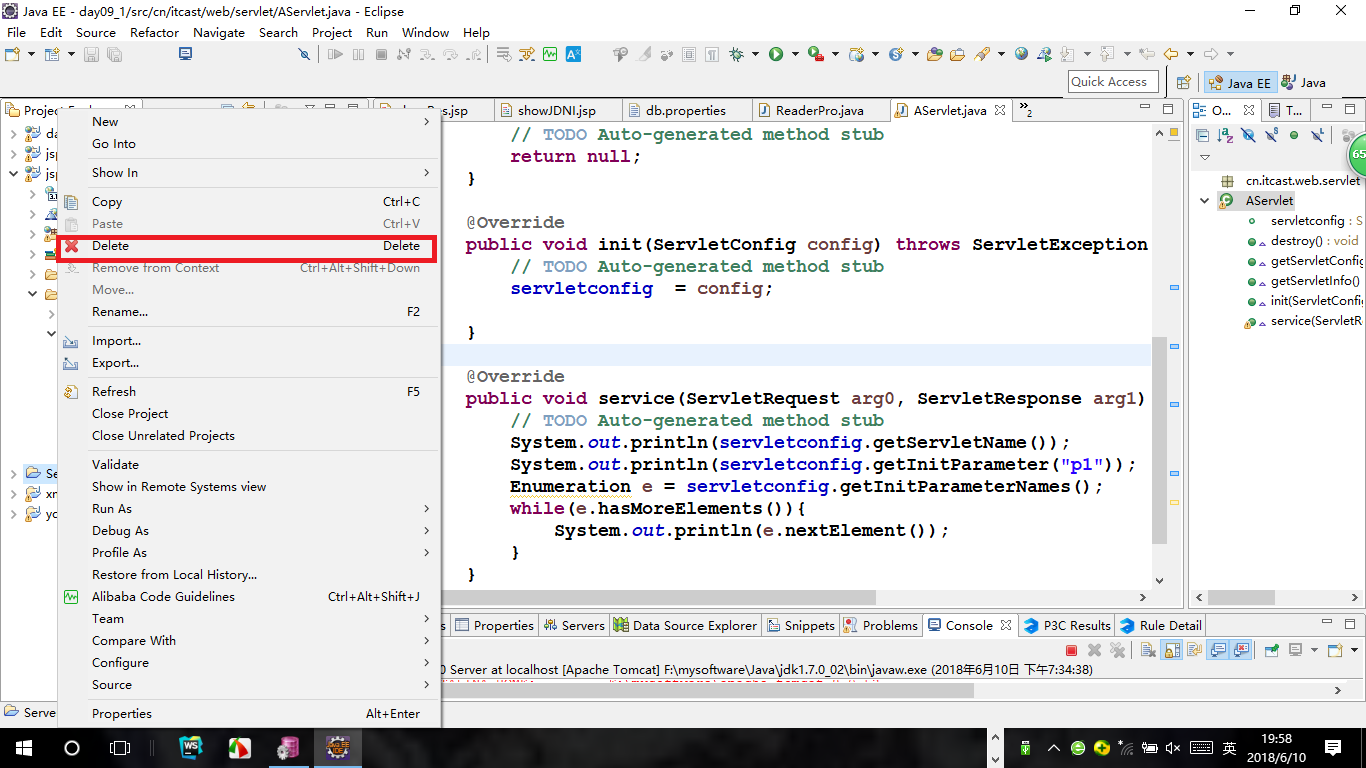 Java EE - day09_1/src/cn/itcast/web/servlet/AServlet.java - Eclipse
File Edit Source Refactor Navigate Search Project Run Window Help
Quick Access
Java EE
Java
s.jsp
showJDNI.jsp
db.properties
ReaderPro.java
AServlet.java
2
O...
T...
New
Go Into
Show In
Copy Ctrl+C
Paste Ctrl+V
Delete Delete
Remove from Context Ctrl+Alt+Shift+Down
Move...
Rename... F2
Import...
Export...
Refresh F5
Close Project
Close Unrelated Projects
Validate
Show in Remote Systems view
Run As
Debug As
Profile As
Restore from Local History...
Alibaba Code Guidelines Ctrl+Alt+Shift+J
Team
Compare With
Configure
Source
Properties Alt+Enter
// TODO Auto-generated method stub
return null;
}
@Override
public void init(ServletConfig config) throws ServletException
// TODO Auto-generated method stub
servletconfig = config;
}
@Override
public void service(ServletRequest arg0, ServletResponse arg1)
// TODO Auto-generated method stub
System.out.println(servletconfig.getServletName());
System.out.println(servletconfig.getInitParameter("p1"));
Enumeration e = servletconfig.getInitParameterNames();
while(e.hasMoreElements()){
System.out.println(e.nextElement());
}
}
cn.itcast.web.servlet
AServlet
servletconfig : S
destroy() : void
getServletConfig
getServletInfo()
init(ServletConfi
service(ServletR
65
s Properties Servers Data Source Explorer Snippets Problems Console P3C Results Rule Detail
0 Server at localhost [Apache Tomcat] F:\mysoftware\Java\jdk1.7.0_02\bin\javaw.exe (2018年6月10日 下午7:34:38)
Serve
英
19:58
2018/6/10